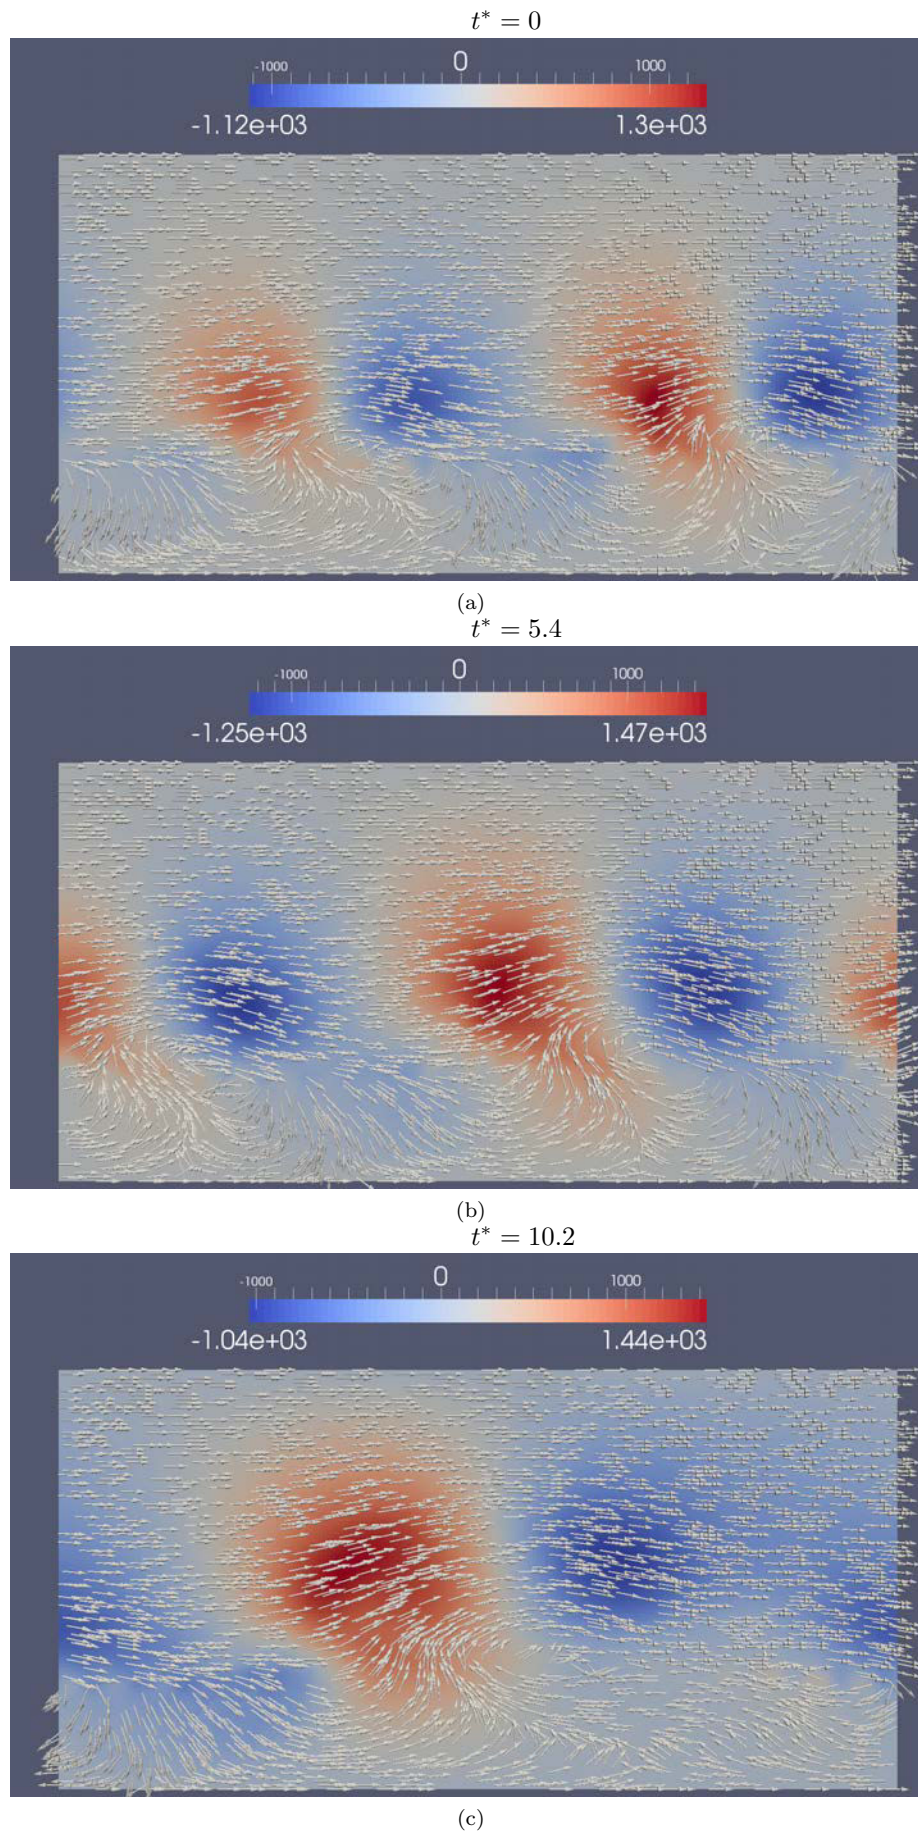 t* = 0
-1000 0 1000
-1.12e+03 1.3e+03
(a)
t* = 5.4
-1000 0 1000
-1.25e+03 1.47e+03
(b)
t* = 10.2
-1000 0 1000
-1.04e+03 1.44e+03
(c)